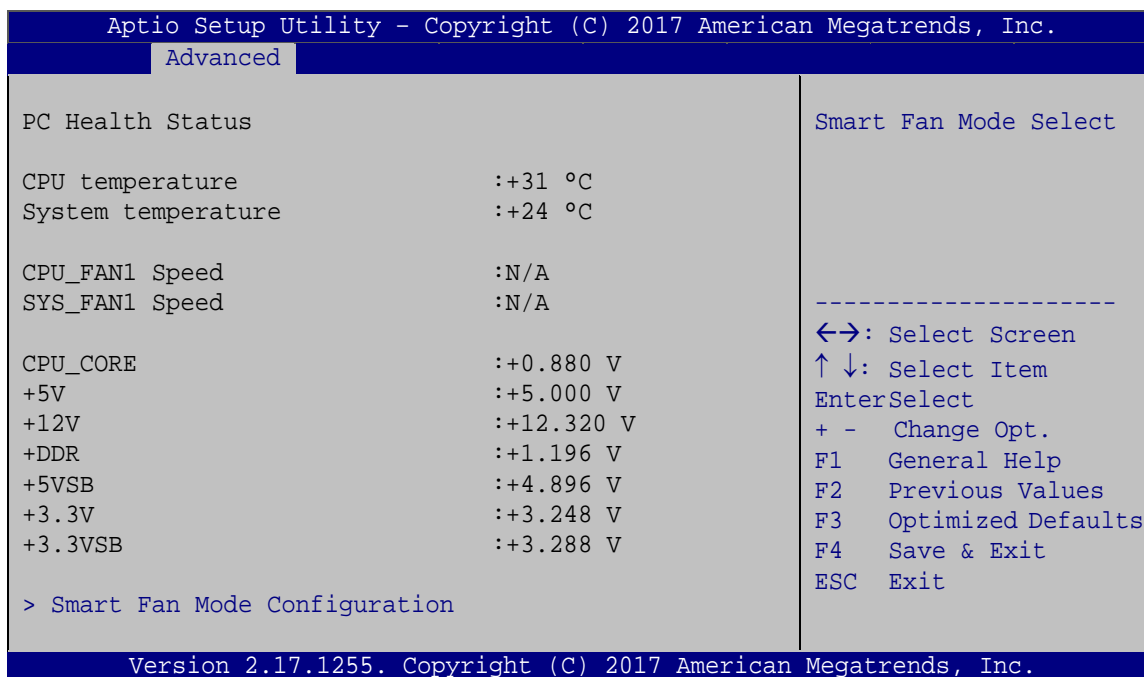 Aptio Setup Utility – Copyright (C) 2017 American Megatrends, Inc.
Advanced
PC Health Status
CPU temperature :+31 °C
System temperature :+24 °C
CPU_FAN1 Speed :N/A
SYS_FAN1 Speed :N/A
CPU_CORE :+0.880 V
+5V :+5.000 V
+12V :+12.320 V
+DDR :+1.196 V
+5VSB :+4.896 V
+3.3V :+3.248 V
+3.3VSB :+3.288 V
> Smart Fan Mode Configuration
Smart Fan Mode Select
---------------------
←→: Select Screen
↑ ↓: Select Item
EnterSelect
+ - Change Opt.
F1 General Help
F2 Previous Values
F3 Optimized Defaults
F4 Save & Exit
ESC Exit
Version 2.17.1255. Copyright (C) 2017 American Megatrends, Inc.